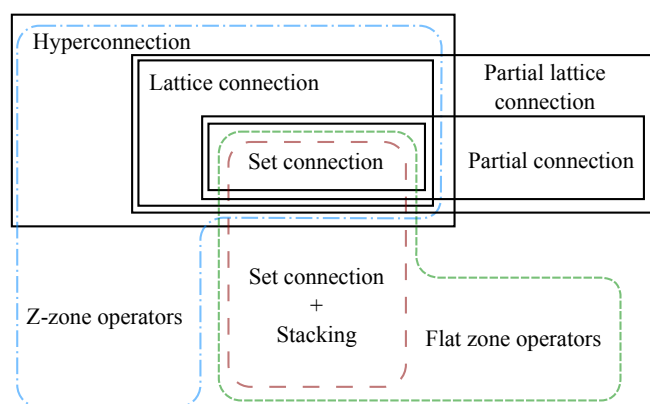 Hyperconnection
Lattice connection
Partial lattice
connection
Set connection
Partial connection
Set connection
+
Stacking
Z-zone operators
Flat zone operators